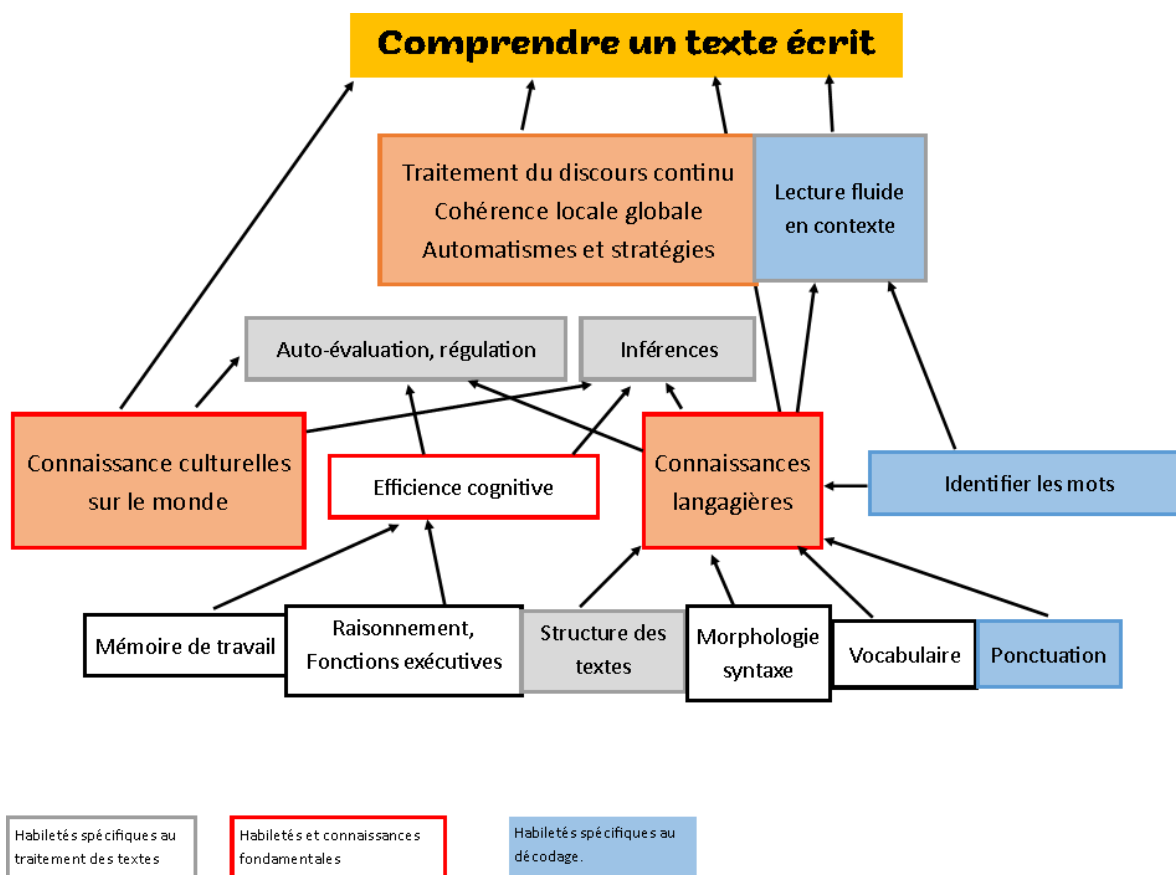 Comprendre un texte écrit
Traitement du discours continu
Cohérence locale globale
Automatismes et stratégies
Lecture fluide
en contexte
Auto-évaluation, régulation
Inférences
Connaissance culturelles
sur le monde
Efficience cognitive
Connaissances
langagières
Identifier les mots
Mémoire de travail
Raisonnement,
Fonctions exécutives
Structure des
textes
Morphologie
syntaxe
Vocabulaire
Ponctuation
Habiletés spécifiques au
traitement des textes
Habiletés et connaissances
fondamentales
Habiletés spécifiques au
décodage.